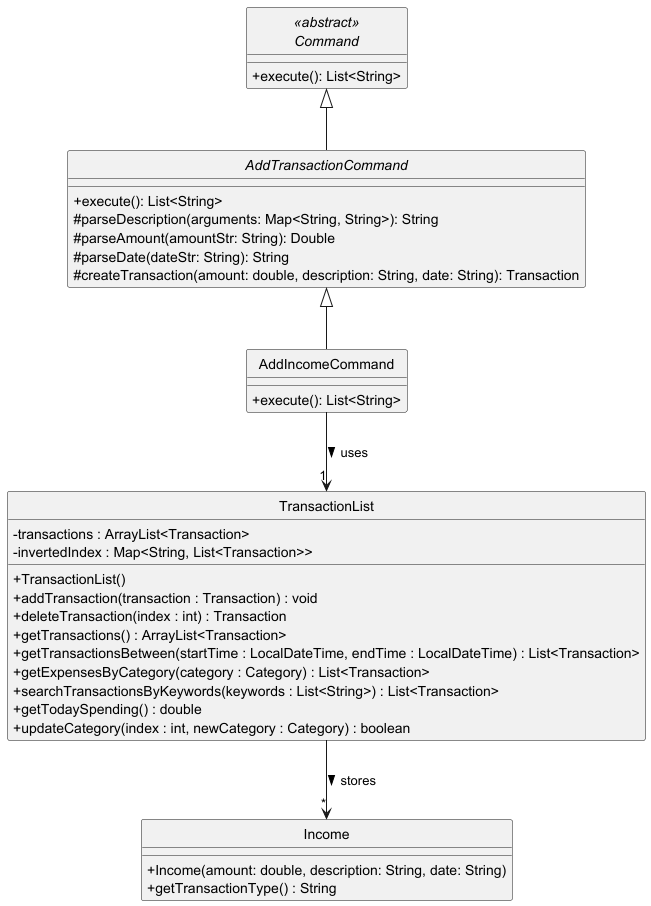 «abstract»
Command
+execute(): List<String>
AddTransactionCommand
+execute(): List<String>
#parseDescription(arguments: Map<String, String>): String
#parseAmount(amountStr: String): Double
#parseDate(dateStr: String): String
#createTransaction(amount: double, description: String, date: String): Transaction
AddIncomeCommand
+execute(): List<String>
uses
1
TransactionList
-transactions : ArrayList<Transaction>
-invertedIndex : Map<String, List<Transaction>>
+TransactionList()
+addTransaction(transaction : Transaction) : void
+deleteTransaction(index : int) : Transaction
+getTransactions() : ArrayList<Transaction>
+getTransactionsBetween(startTime : LocalDateTime, endTime : LocalDateTime) : List<Transaction>
+getExpensesByCategory(category : Category) : List<Transaction>
+searchTransactionsByKeywords(keywords : List<String>) : List<Transaction>
+getTodaySpending() : double
+updateCategory(index : int, newCategory : Category) : boolean
stores
*
Income
+Income(amount: double, description: String, date: String)
+getTransactionType() : String